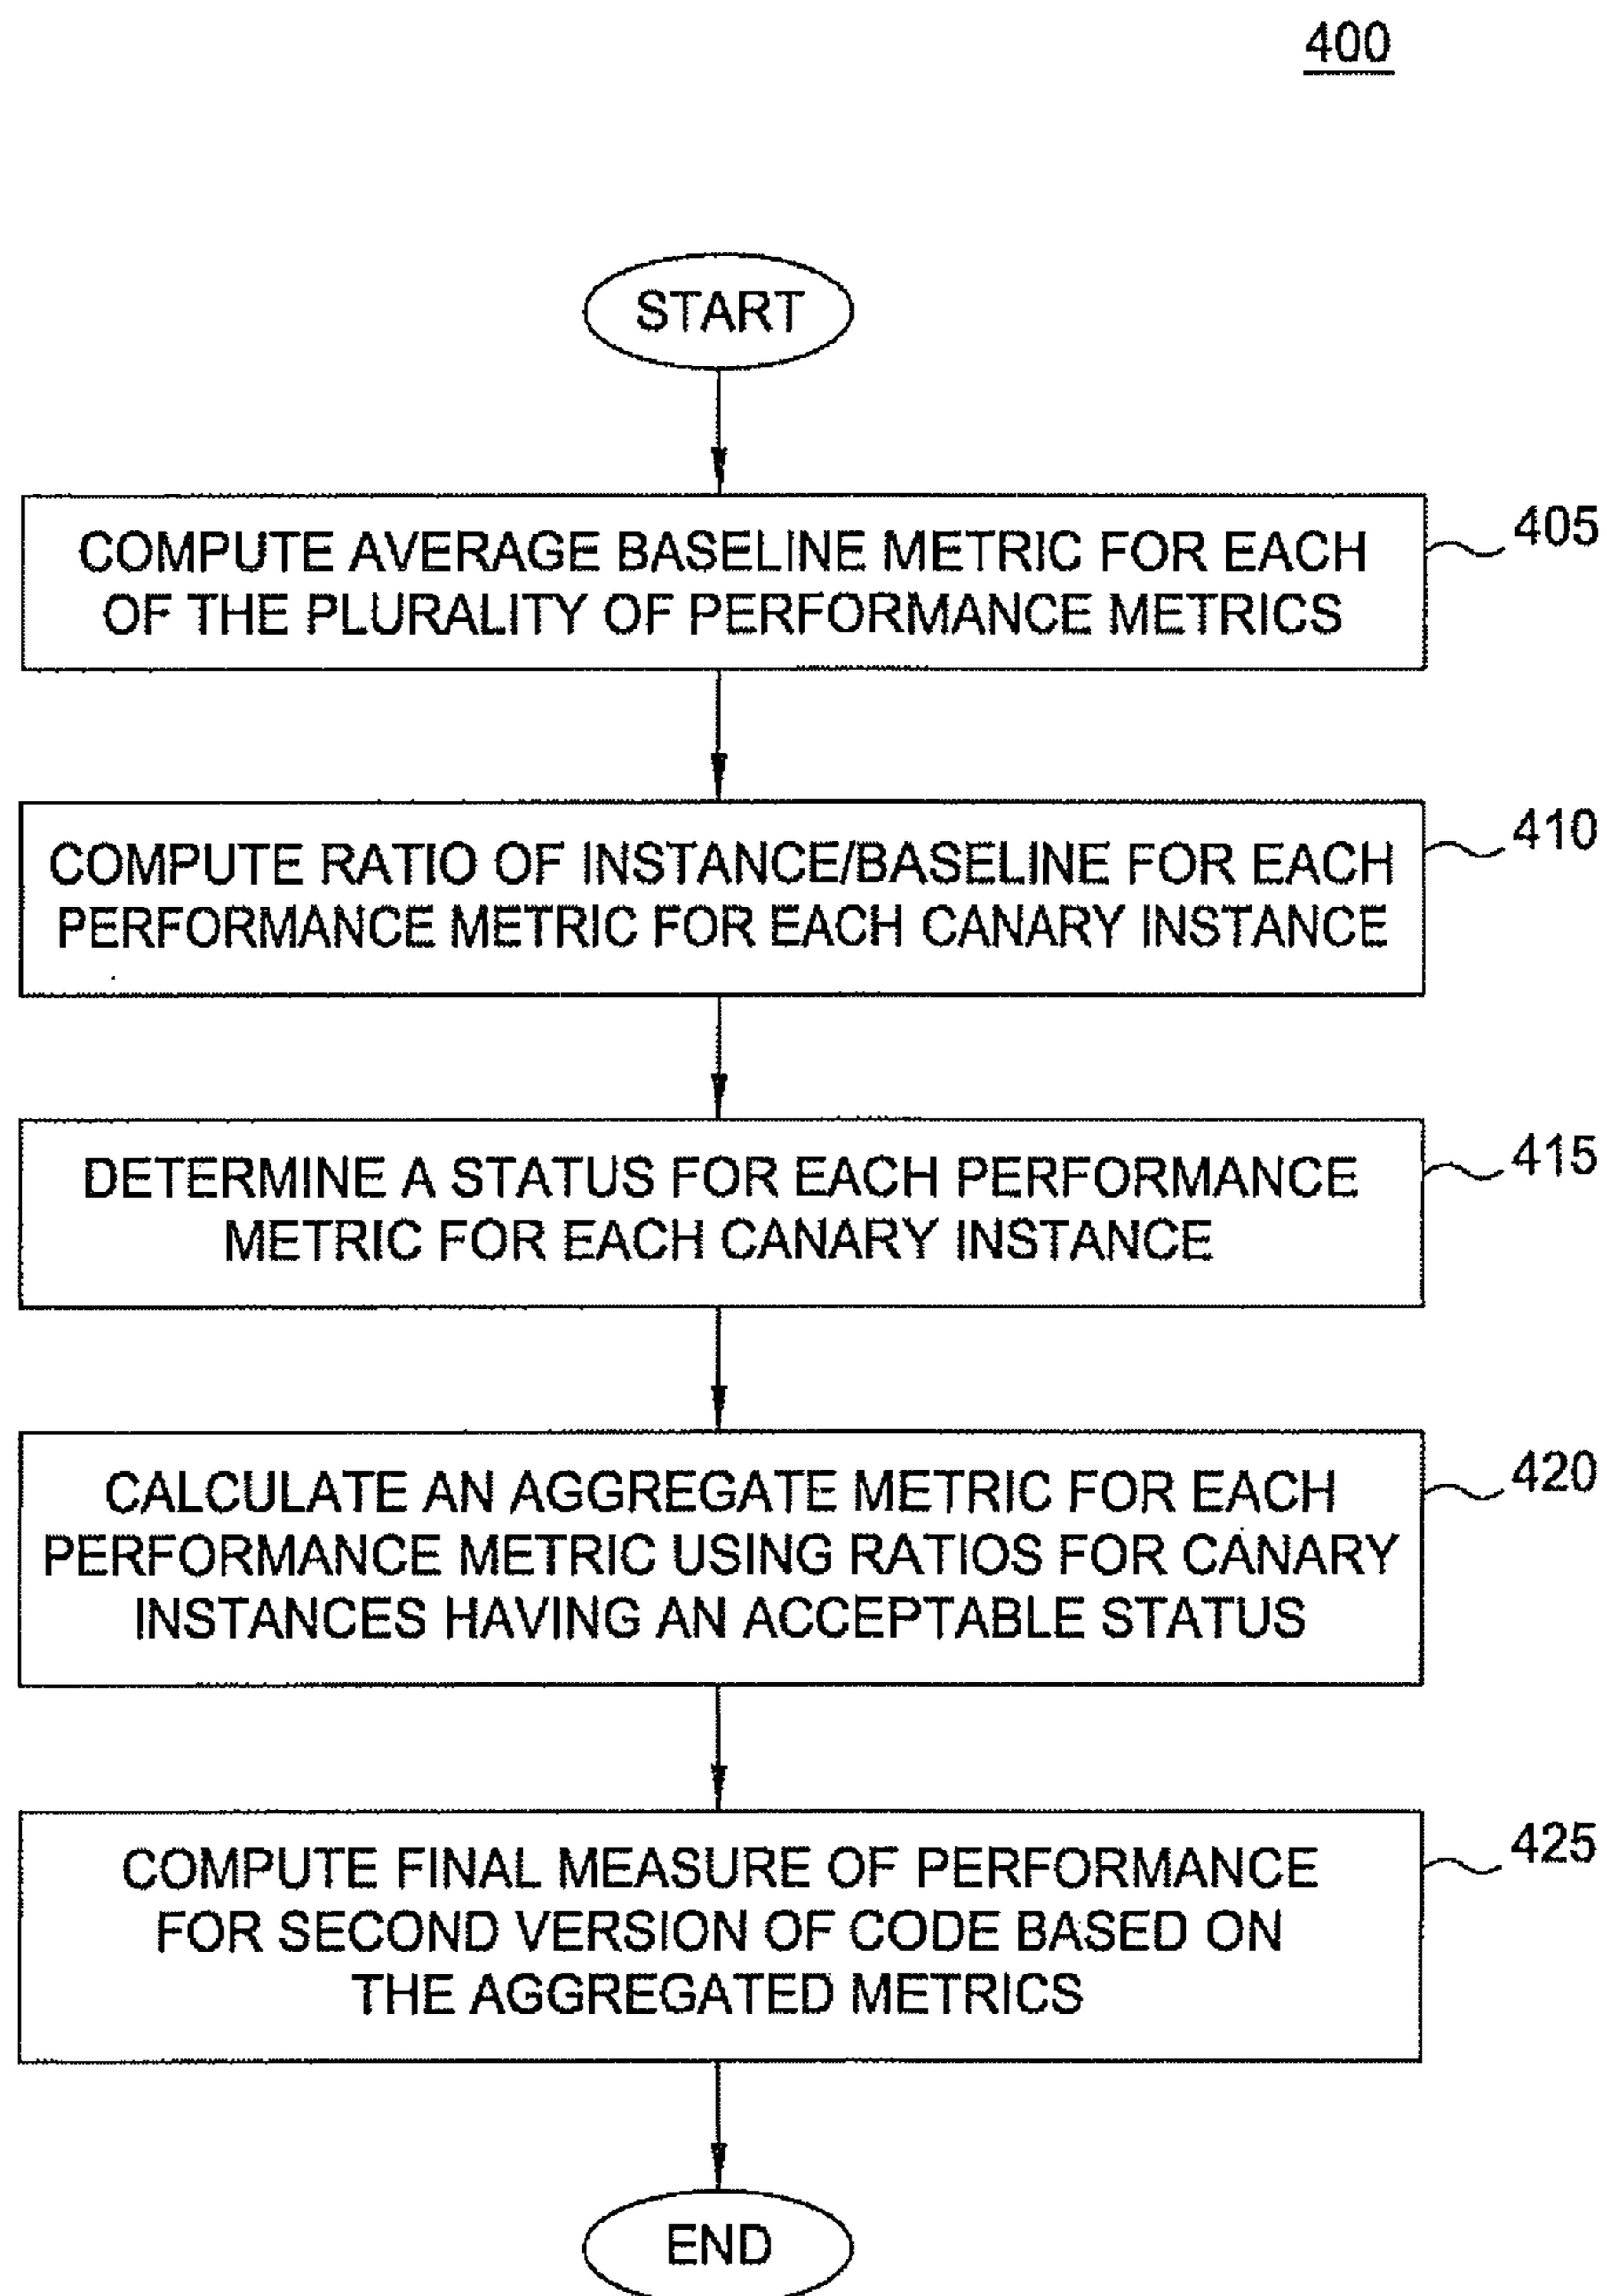 400
START
COMPUTE AVERAGE BASELINE METRIC FOR EACH
OF THE PLURALITY OF PERFORMANCE METRICS
405
COMPUTE RATIO OF INSTANCE/BASELINE FOR EACH
PERFORMANCE METRIC FOR EACH CANARY INSTANCE
410
DETERMINE A STATUS FOR EACH PERFORMANCE
METRIC FOR EACH CANARY INSTANCE
415
CALCULATE AN AGGREGATE METRIC FOR EACH
PERFORMANCE METRIC USING RATIOS FOR CANARY
INSTANCES HAVING AN ACCEPTABLE STATUS
420
COMPUTE FINAL MEASURE OF PERFORMANCE
FOR SECOND VERSION OF CODE BASED ON
THE AGGREGATED METRICS
425
END